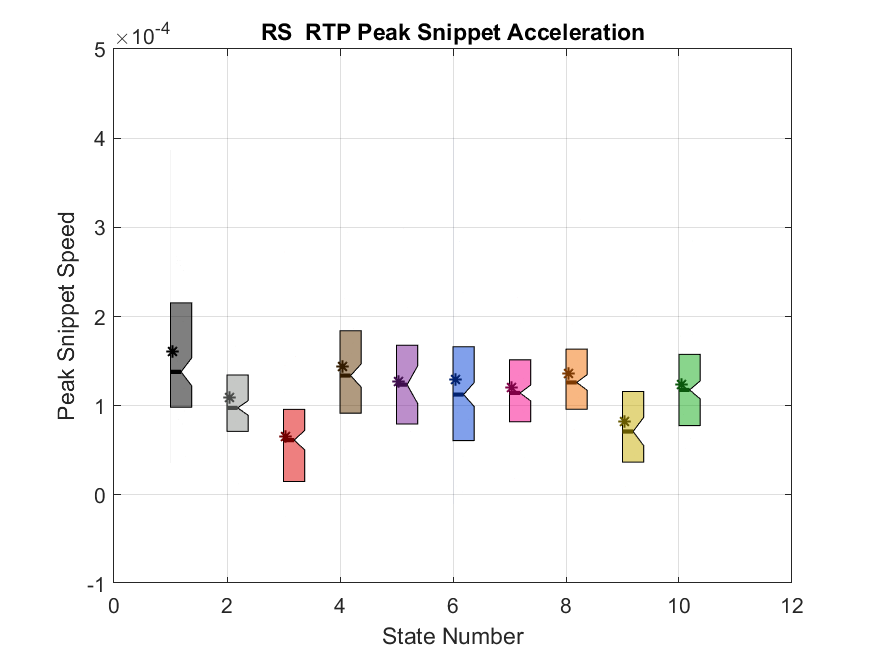 RS  RTP Peak Snippet Acceleration
×10-4
5
4
3
2
1
0
-1
Peak Snippet Speed
0 2 4 6 8 10 12
State Number